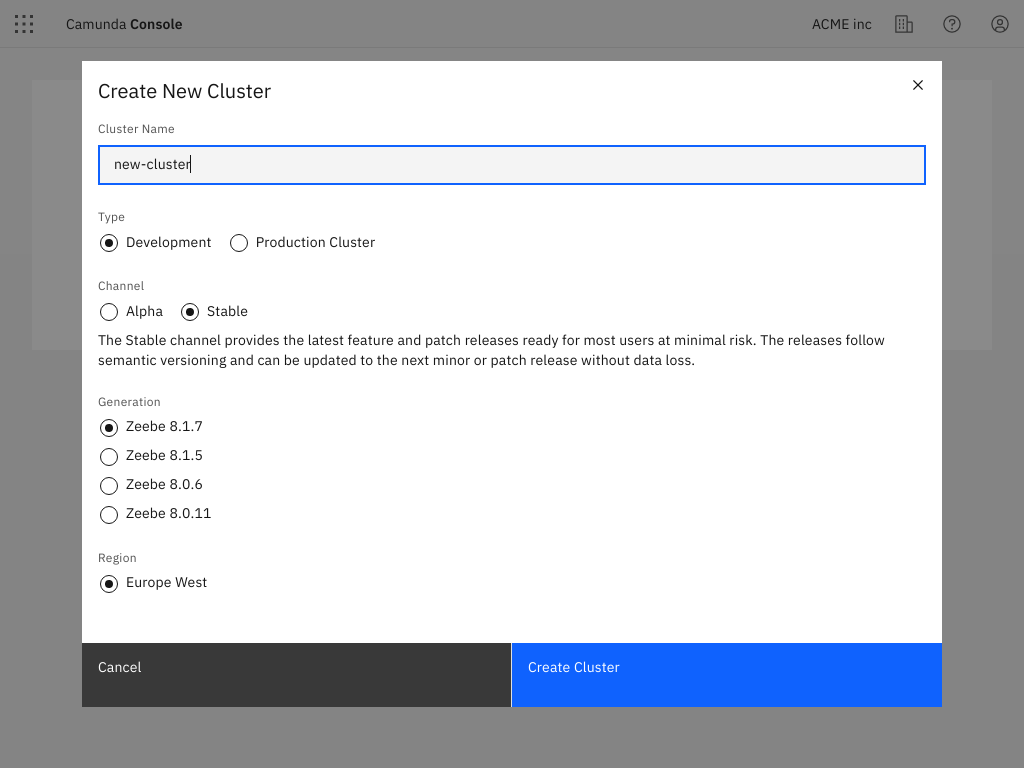 Camunda Console
ACME inc
Create New Cluster
Cluster Name
new-cluster
Type
Development
Production Cluster
Channel
Alpha
Stable
The Stable channel provides the latest feature and patch releases ready for most users at minimal risk. The releases follow
semantic versioning and can be updated to the next minor or patch release without data loss.
Generation
Zeebe 8.1.7
Zeebe 8.1.5
Zeebe 8.0.6
Zeebe 8.0.11
Region
Europe West
Cancel
Create Cluster